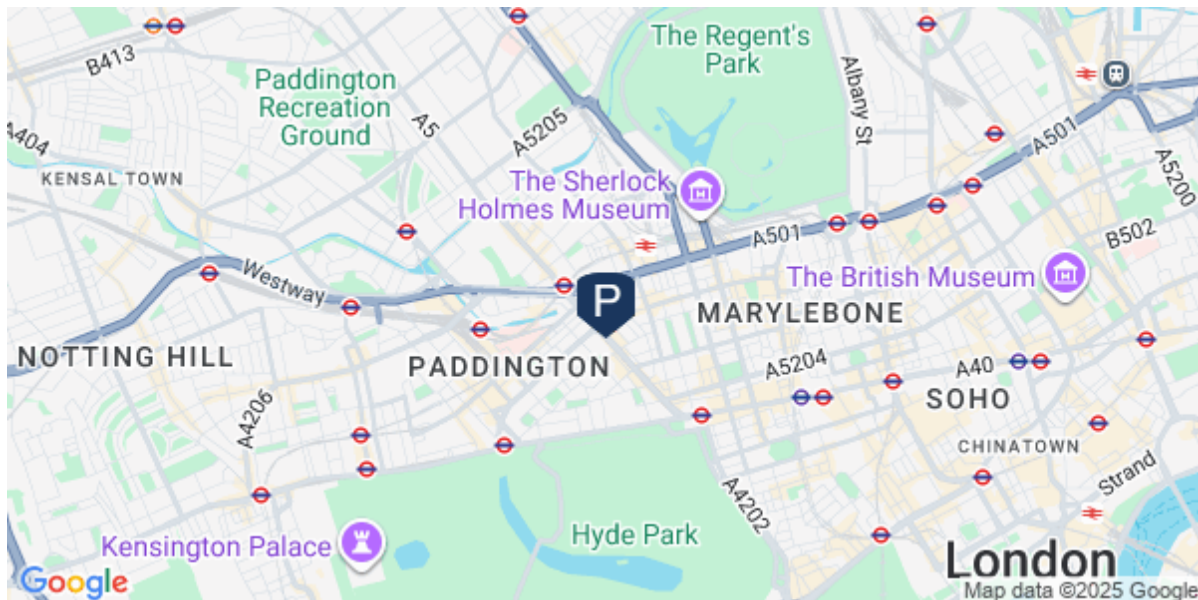 The Regent's
Park
B413
Albany St
Paddington
Recreation
Ground
A5
A5205
A501
A404
A5200
KENSAL TOWN
The Sherlock
Holmes Museum
A501
B502
Westway
The British Museum
P
MARYLEBONE
NOTTING HILL
PADDINGTON
A5204
A40
SOHO
A4206
CHINATOWN
Strand
A4202
Hyde Park
Kensington Palace
London
Google
Map data ©2025 Google